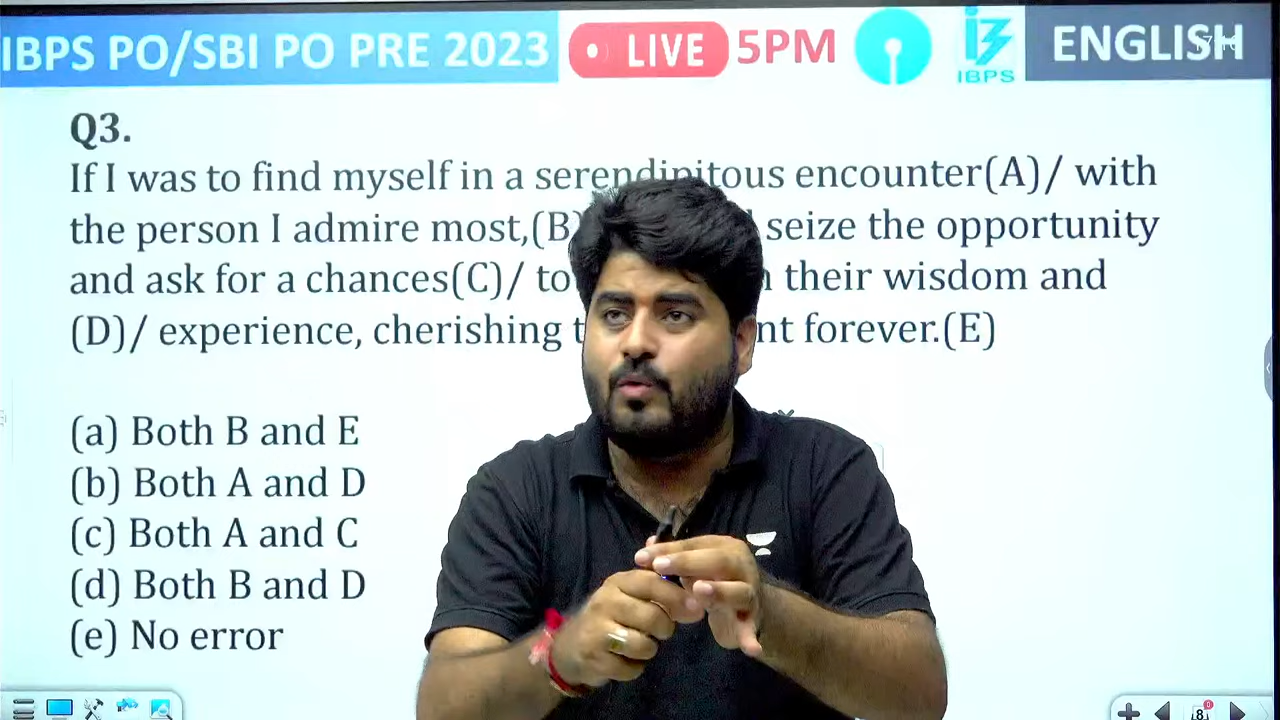 IBPS PO/SBI PO PRE 2023 LIVE 5PM IBPS ENGLISH
Q3.
If I was to find myself in a serendipitous encounter(A)/ with
the person I admire most,(B) seize the opportunity
and ask for a chances(C)/ to their wisdom and
(D)/ experience, cherishing forever.(E)
(a) Both B and E
(b) Both A and D
(c) Both A and C
(d) Both B and D
(e) No error
8